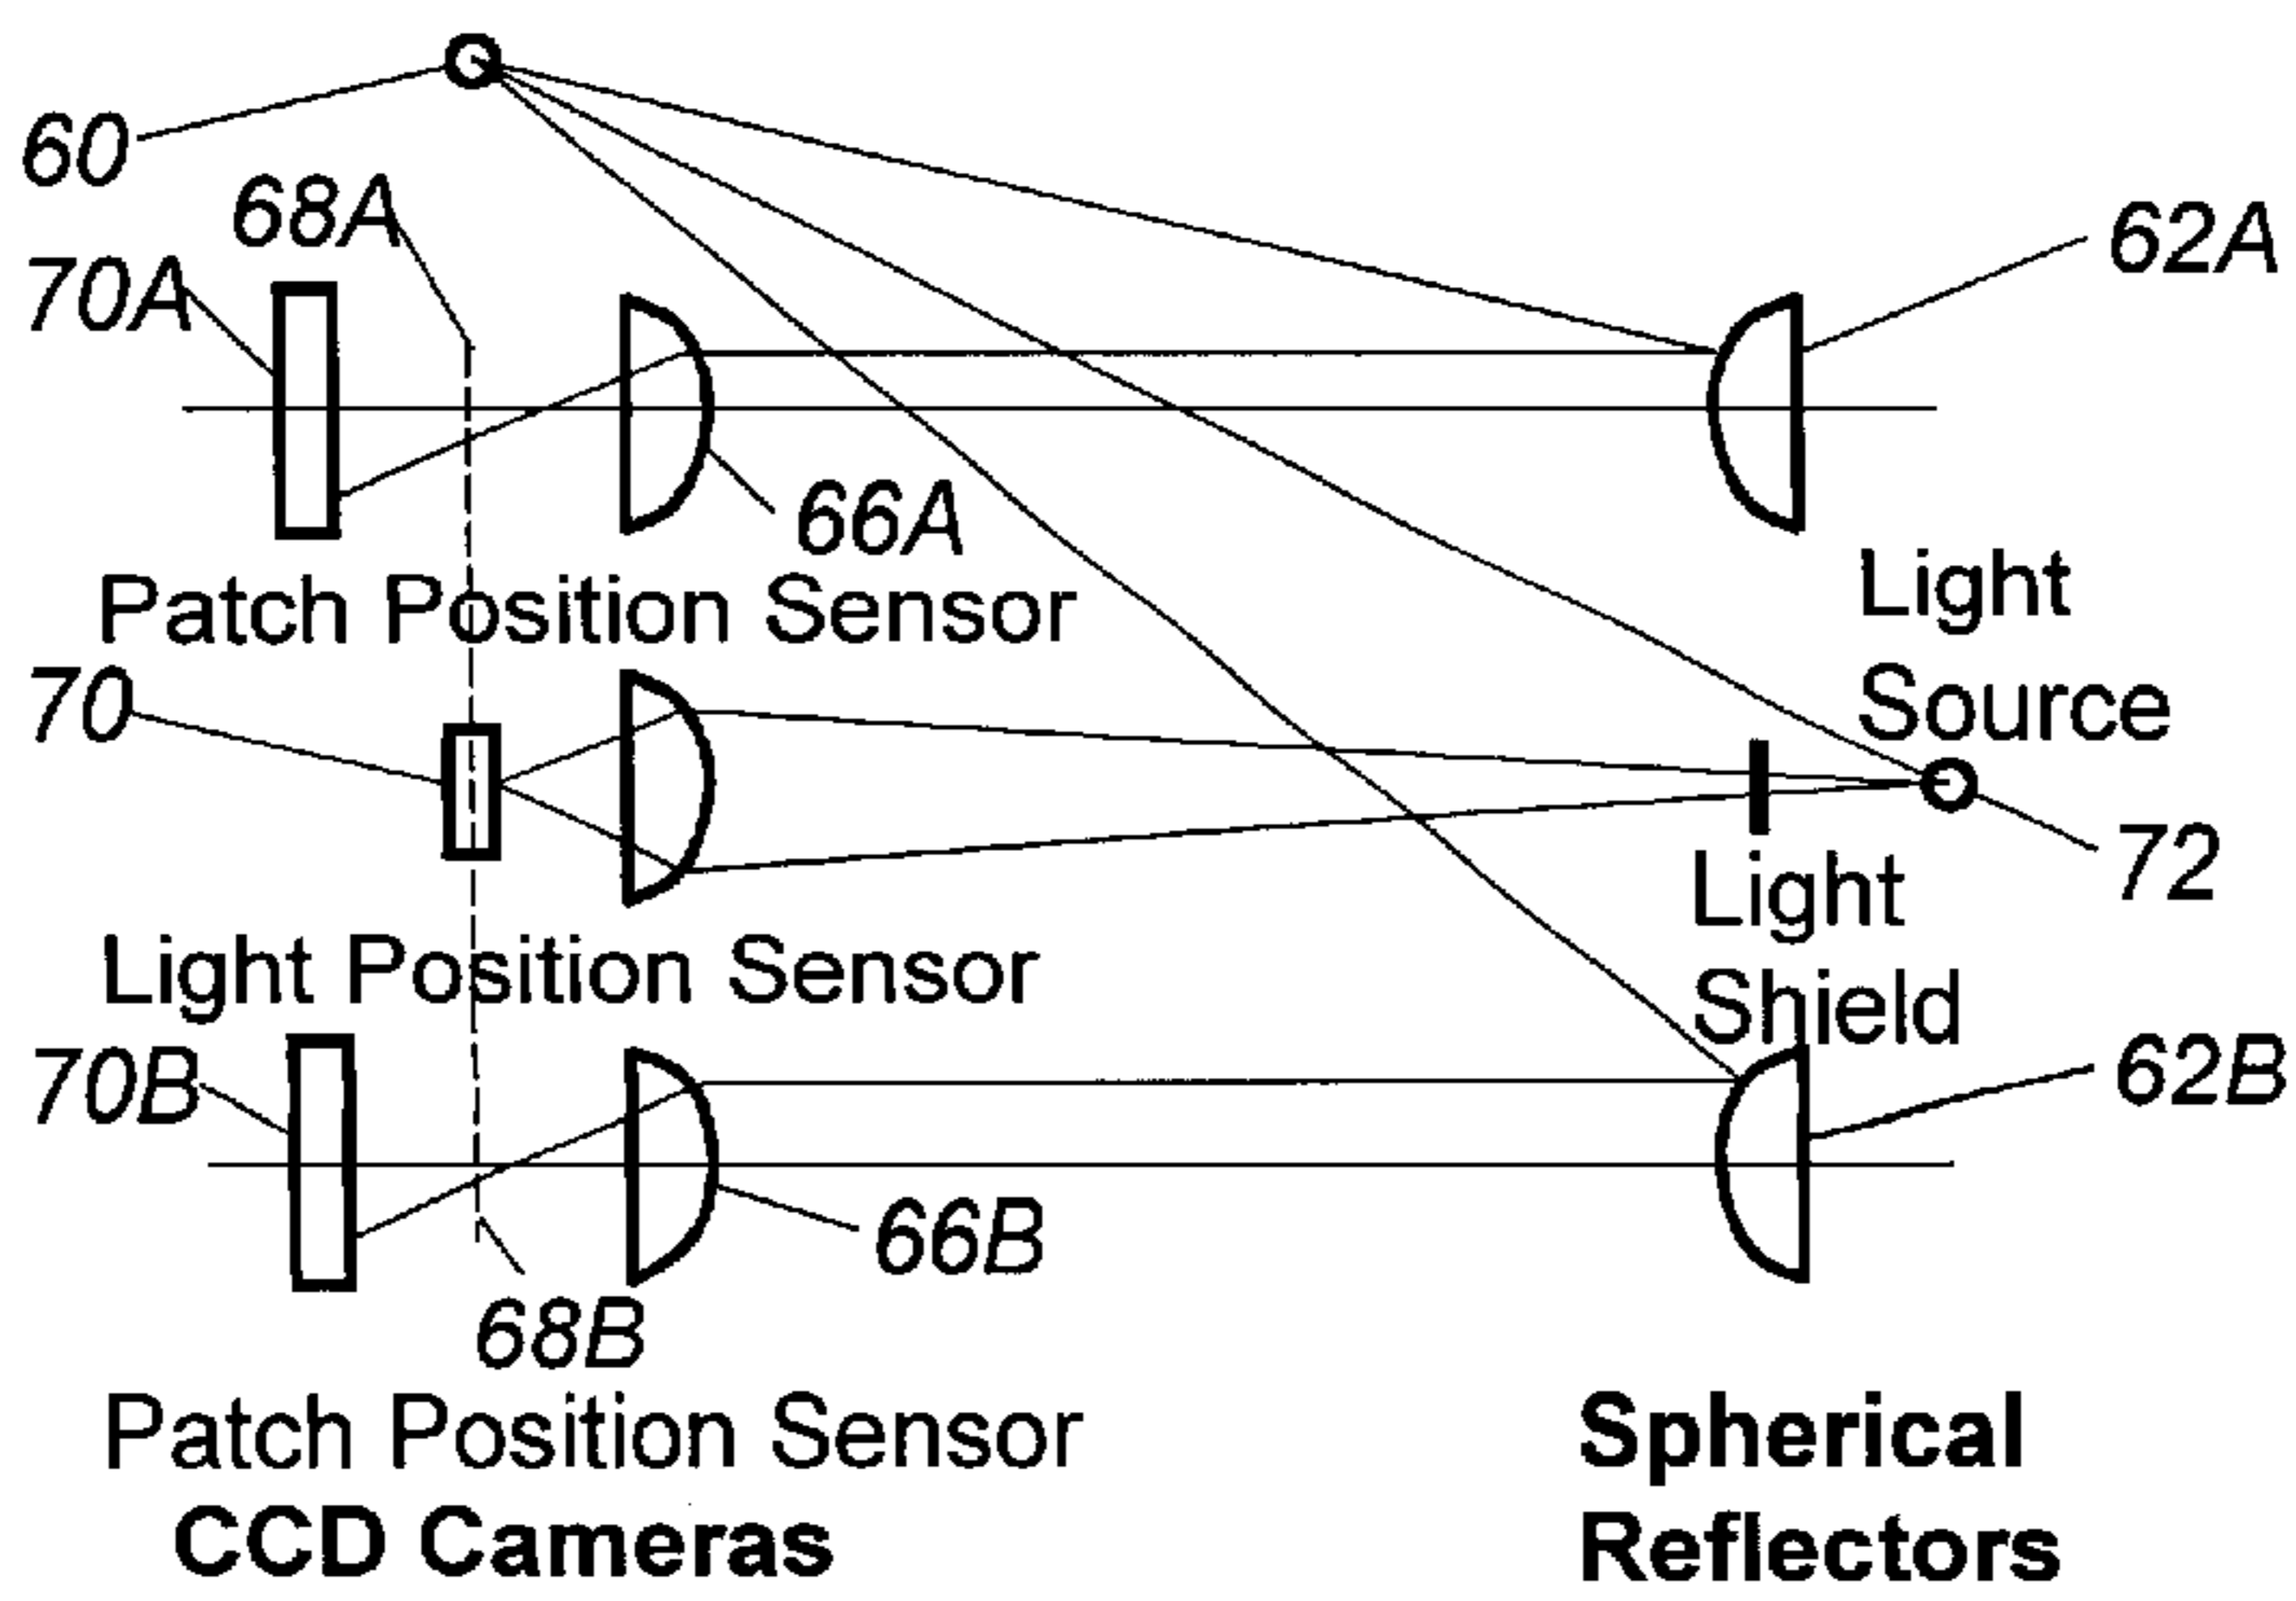 60
68A
62A
70A
66A
Patch Position Sensor
Light
Source
70
72
Light
Shield
Light Position Sensor
70B
62B
66B
68B
Patch Position Sensor
CCD Cameras
Spherical
Reflectors